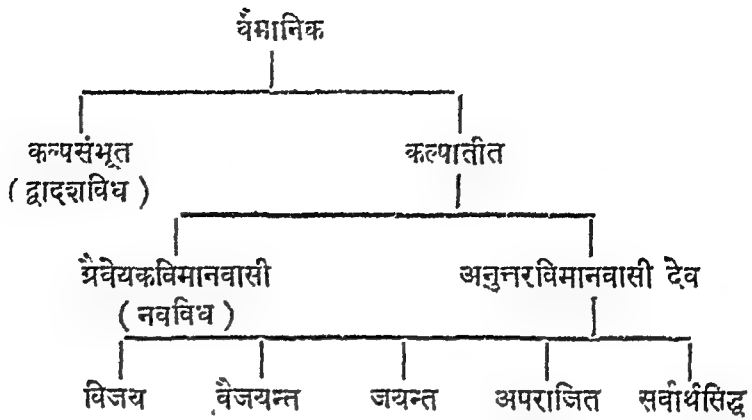 वैमानिक
कल्पसंभूत कल्पातीत
( द्वादशविध )
ग्रैवेयकविमानवासी अनुत्तरविमानवासी देव
( नवविध )
विजय वैजयन्त जयन्त अपराजित सर्वार्थसिद्ध